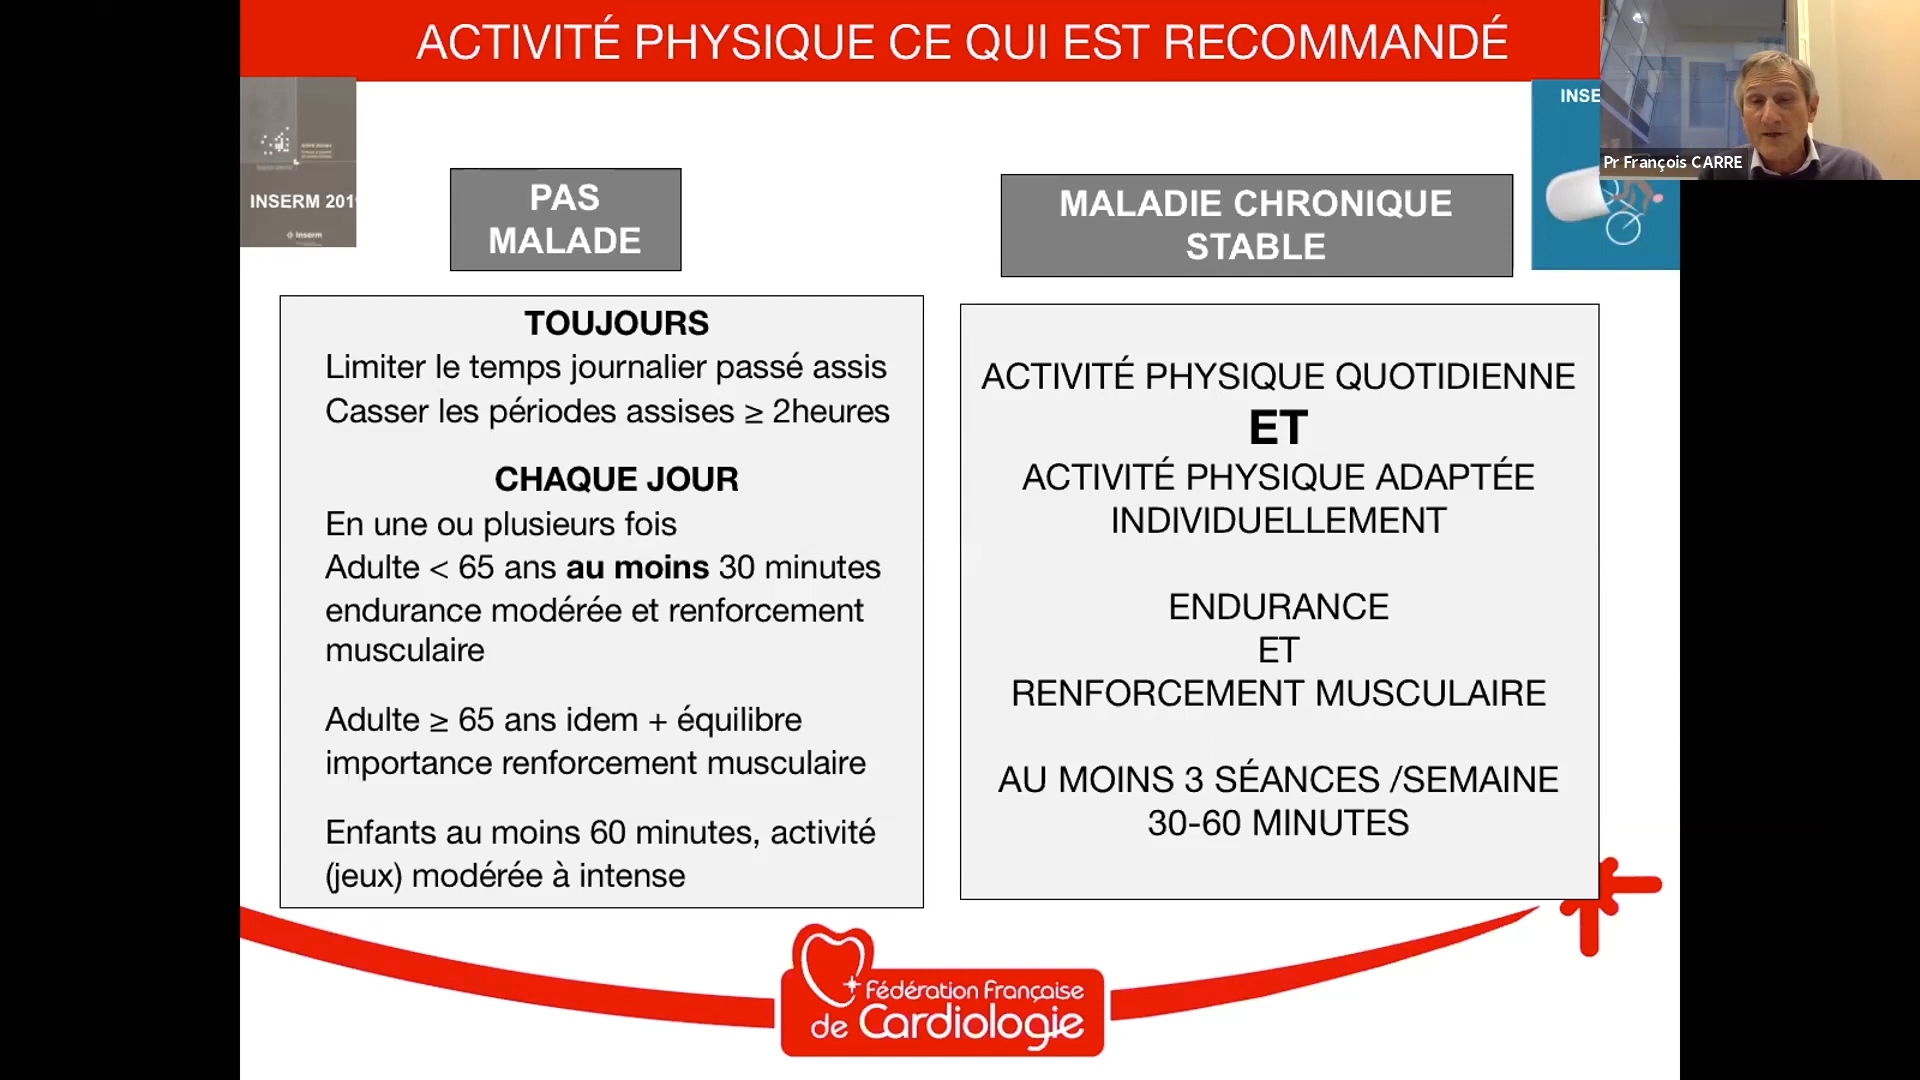 ACTIVITÉ PHYSIQUE CE QUI EST RECOMMANDÉ
INSE
Pr François CARRE
INSERM 201
Inserm
PAS
MALADE
MALADIE CHRONIQUE
STABLE
TOUJOURS
Limiter le temps journalier passé assis
Casser les périodes assises ≥ 2heures
CHAQUE JOUR
En une ou plusieurs fois
Adulte < 65 ans au moins 30 minutes
endurance modérée et renforcement
musculaire
Adulte ≥ 65 ans idem + équilibre
importance renforcement musculaire
Enfants au moins 60 minutes, activité
(jeux) modérée à intense
ACTIVITÉ PHYSIQUE QUOTIDIENNE
ET
ACTIVITÉ PHYSIQUE ADAPTÉE
INDIVIDUELLEMENT
ENDURANCE
ET
RENFORCEMENT MUSCULAIRE
AU MOINS 3 SÉANCES /SEMAINE
30-60 MINUTES
Fédération Française
de Cardiologie